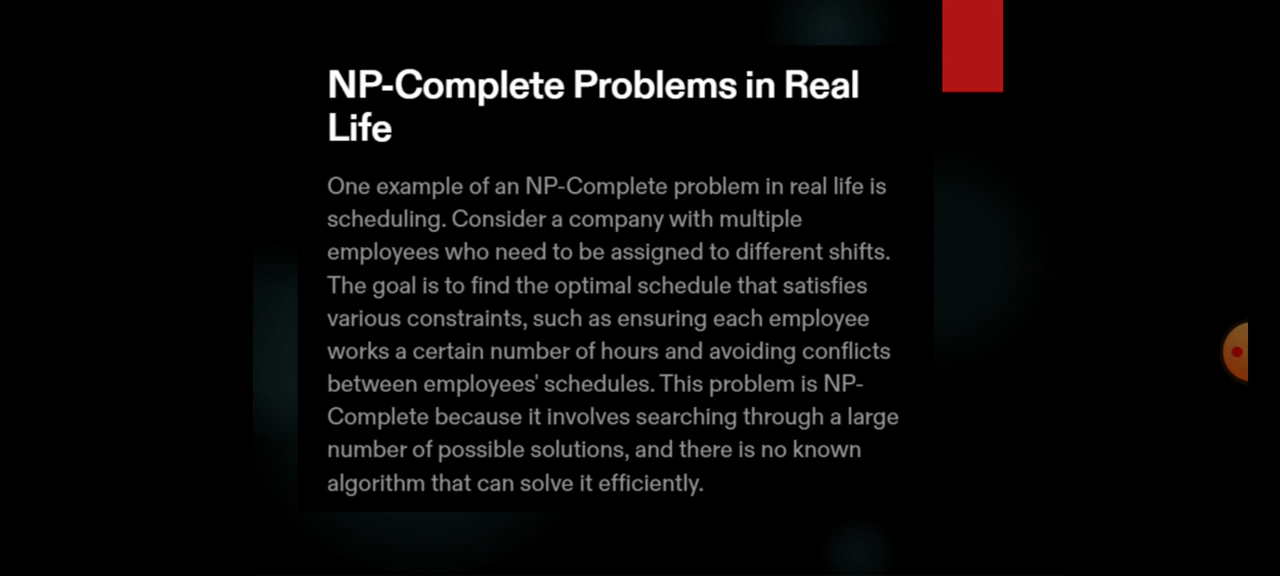 NP-Complete Problems in Real
Life
One example of an NP-Complete problem in real life is
scheduling. Consider a company with multiple
employees who need to be assigned to different shifts.
The goal is to find the optimal schedule that satisfies
various constraints, such as ensuring each employee
works a certain number of hours and avoiding conflicts
between employees' schedules. This problem is NP-
Complete because it involves searching through a large
number of possible solutions, and there is no known
algorithm that can solve it efficiently.